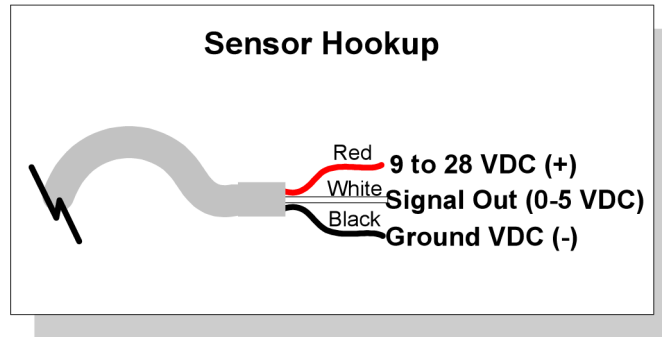 Sensor Hookup
Red
9 to 28 VDC (+)
White
Signal Out (0-5 VDC)
Black
Ground VDC (-)